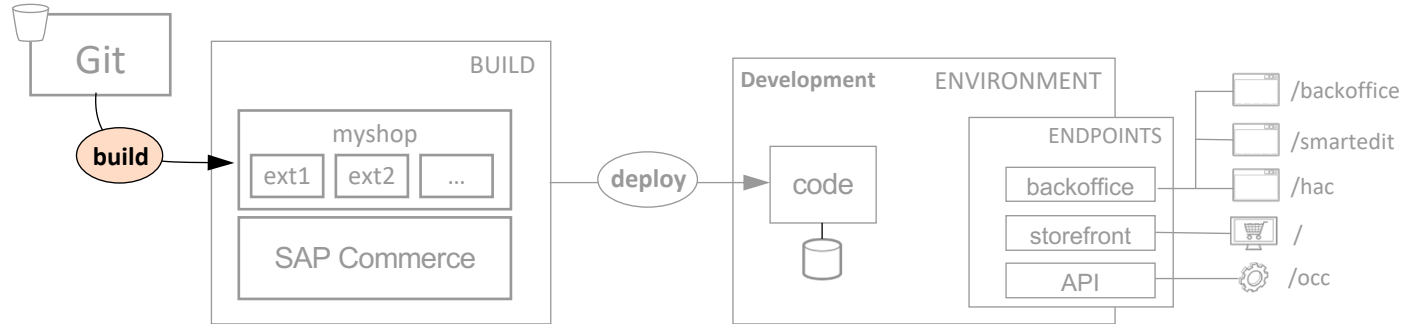 Git
build
BUILD
myshop
ext1 ext2 ...
SAP Commerce
deploy
Development ENVIRONMENT
code
ENDPOINTS
backoffice
storefront
API
/backoffice
/smartedit
/hac
/
/occ